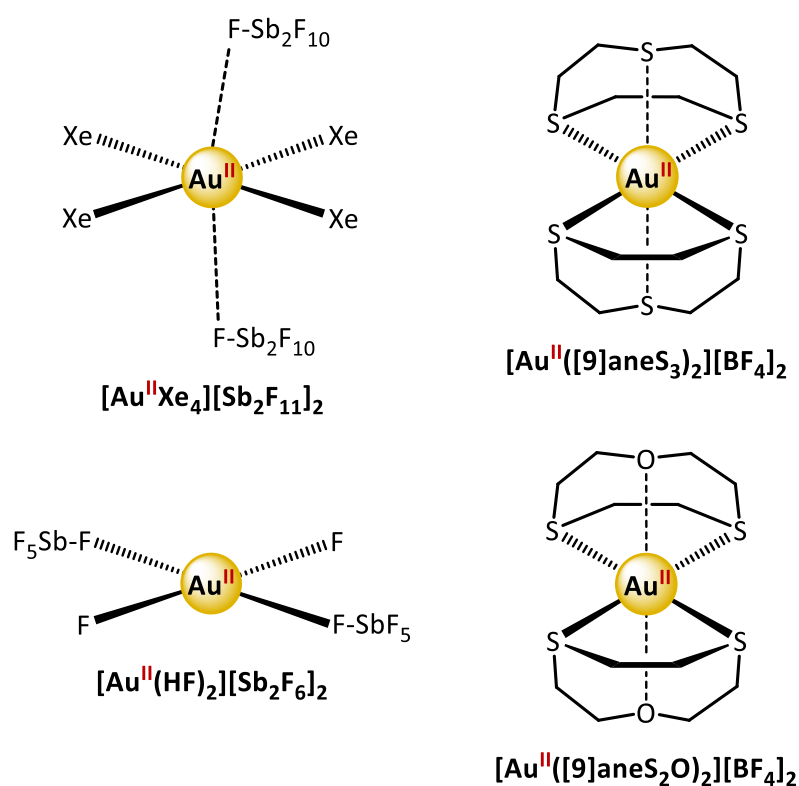 F-Sb₂F₁₀
Xe Xe
Auᴵᴵ
Xe Xe
F-Sb₂F₁₀
[AuᴵᴵXe₄][Sb₂F₁₁]₂
S
S S
Auᴵᴵ
S S
S
[Auᴵᴵ([9]aneS₃)₂][BF₄]₂
F₅Sb-F F
Auᴵᴵ
F F-SbF₅
[Auᴵᴵ(HF)₂][Sb₂F₆]₂
O
S S
Auᴵᴵ
S S
O
[Auᴵᴵ([9]aneS₂O)₂][BF₄]₂